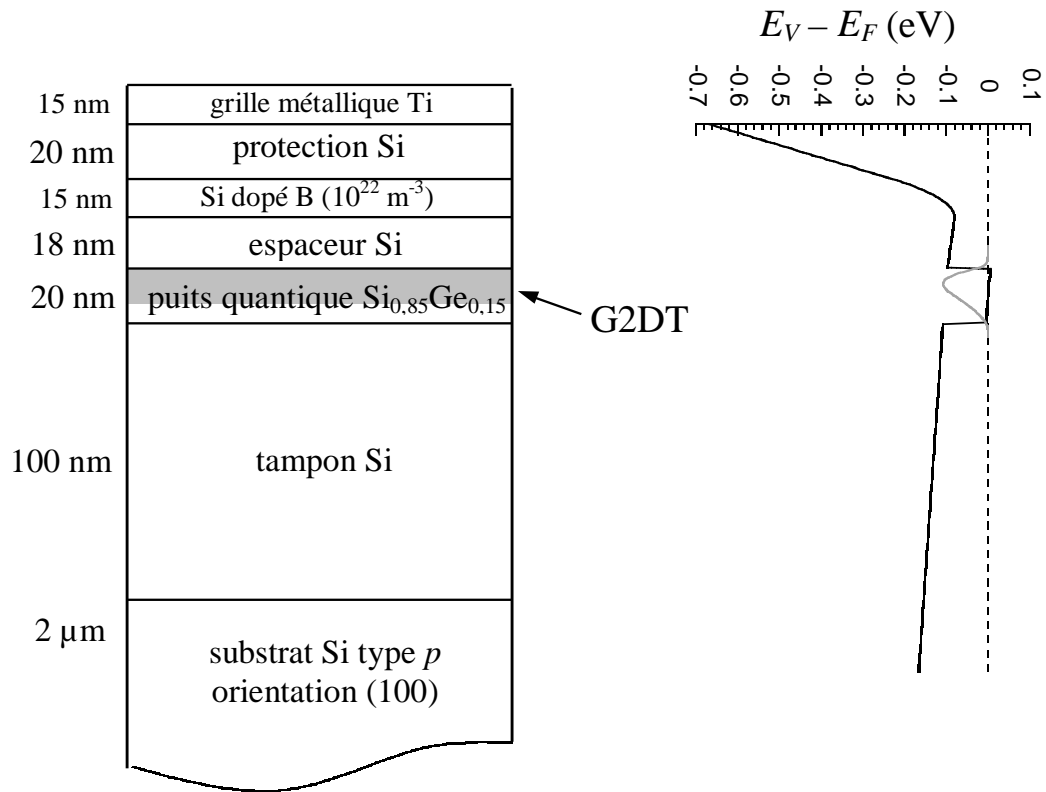 E_V – E_F (eV)
-0.7 -0.6 -0.5 -0.4 -0.3 -0.2 -0.1 0 0.1
15 nm grille métallique Ti
20 nm protection Si
15 nm Si dopé B (10²² m⁻³)
18 nm espaceur Si
20 nm puits quantique Si₀,₈₅Ge₀,₁₅
G2DT
100 nm tampon Si
2 µm
substrat Si type p
orientation (100)